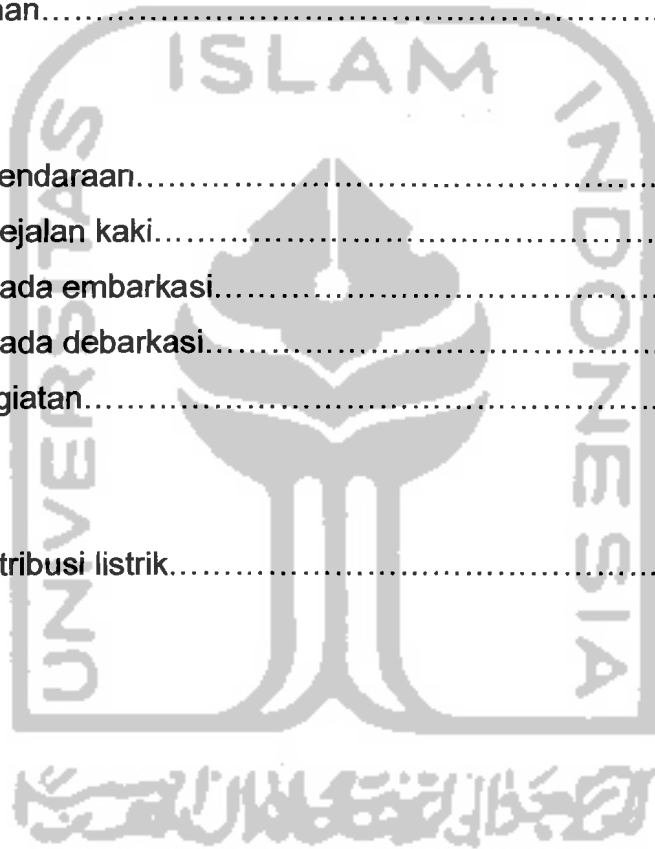 nan........................................
ISLAM
UNIVERSITAS
INDONESIA
endaraan........................................
ejalan kaki........................................
ada embarkasi........................................
ada debarkasi........................................
giatan........................................
tribusi listrik........................................